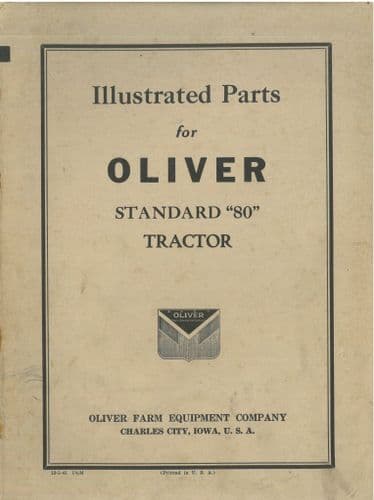 Illustrated Parts
for
OLIVER
STANDARD "80"
TRACTOR
OLIVER
OLIVER FARM EQUIPMENT COMPANY
CHARLES CITY, IOWA, U. S. A.
(Printed in U. S. A.)